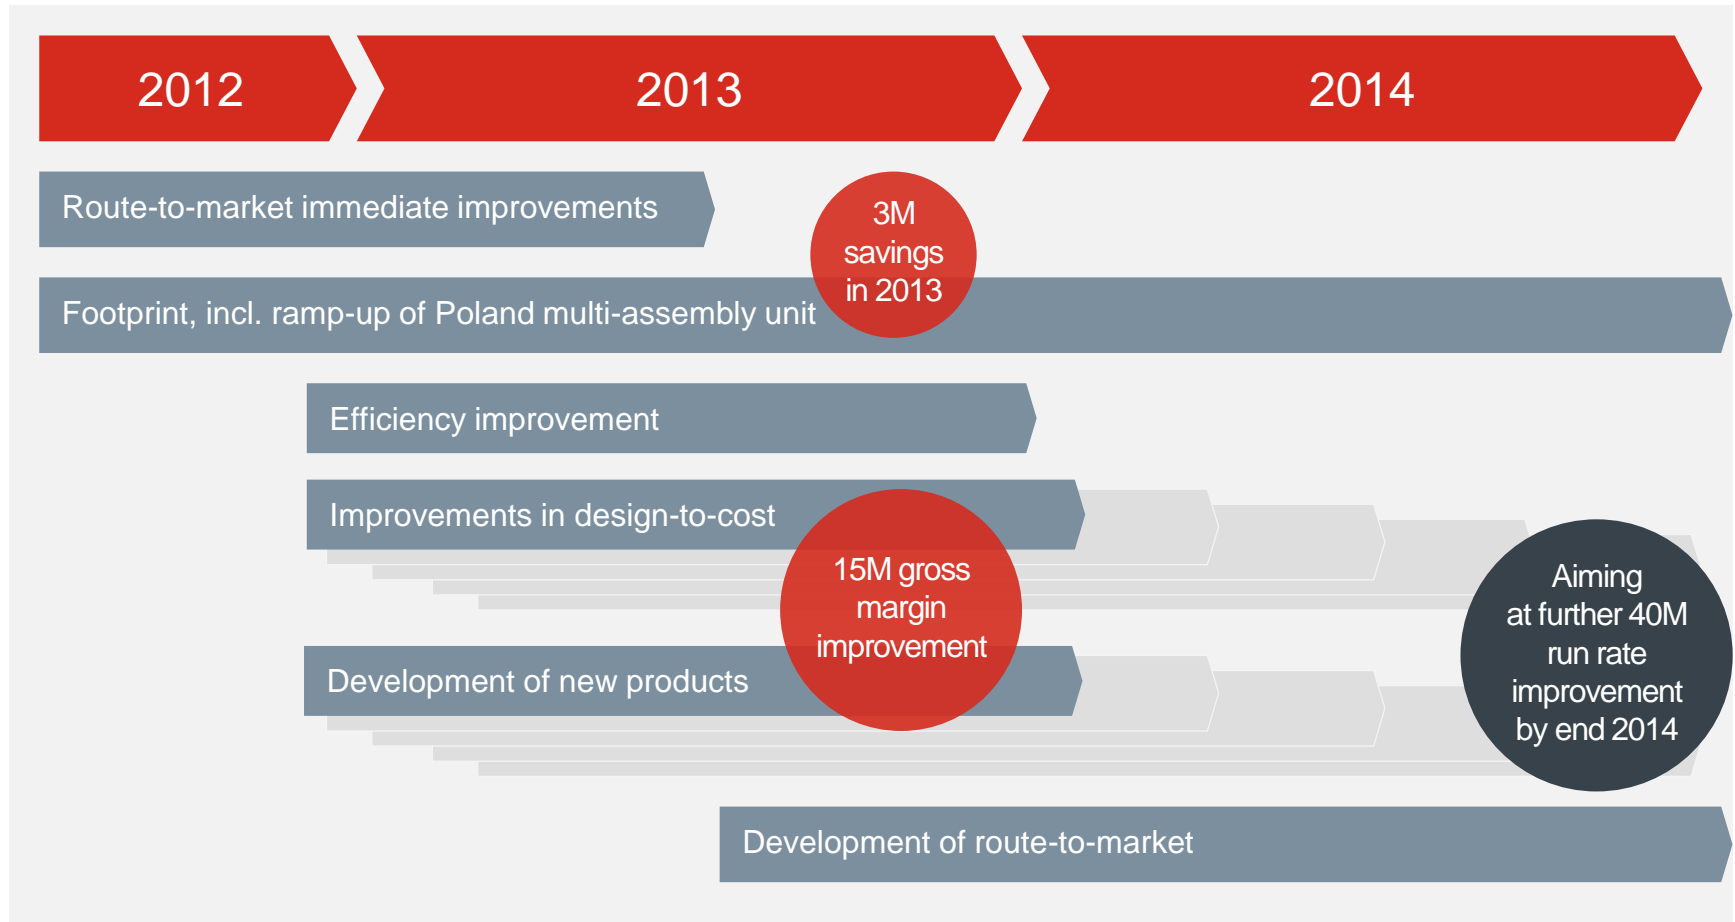 2012
2013
2014
Route-to-market immediate improvements
3M
savings
in 2013
Footprint, incl. ramp-up of Poland multi-assembly unit
Efficiency improvement
Improvements in design-to-cost
15M gross
margin
improvement
Aiming
at further 40M
run rate
improvement
by end 2014
Development of new products
Development of route-to-market